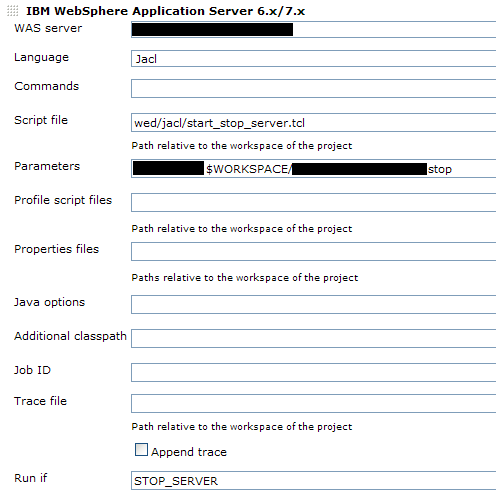 IBM WebSphere Application Server 6.x/7.x
WAS server
Language Jacl
Commands
Script file wed/jacl/start_stop_server.tcl
Path relative to the workspace of the project
Parameters $WORKSPACE/ stop
Profile script files
Path relative to the workspace of the project
Properties files
Paths relative to the workspace of the project
Java options
Additional classpath
Job ID
Trace file
Path relative to the workspace of the project
Append trace
Run if STOP_SERVER